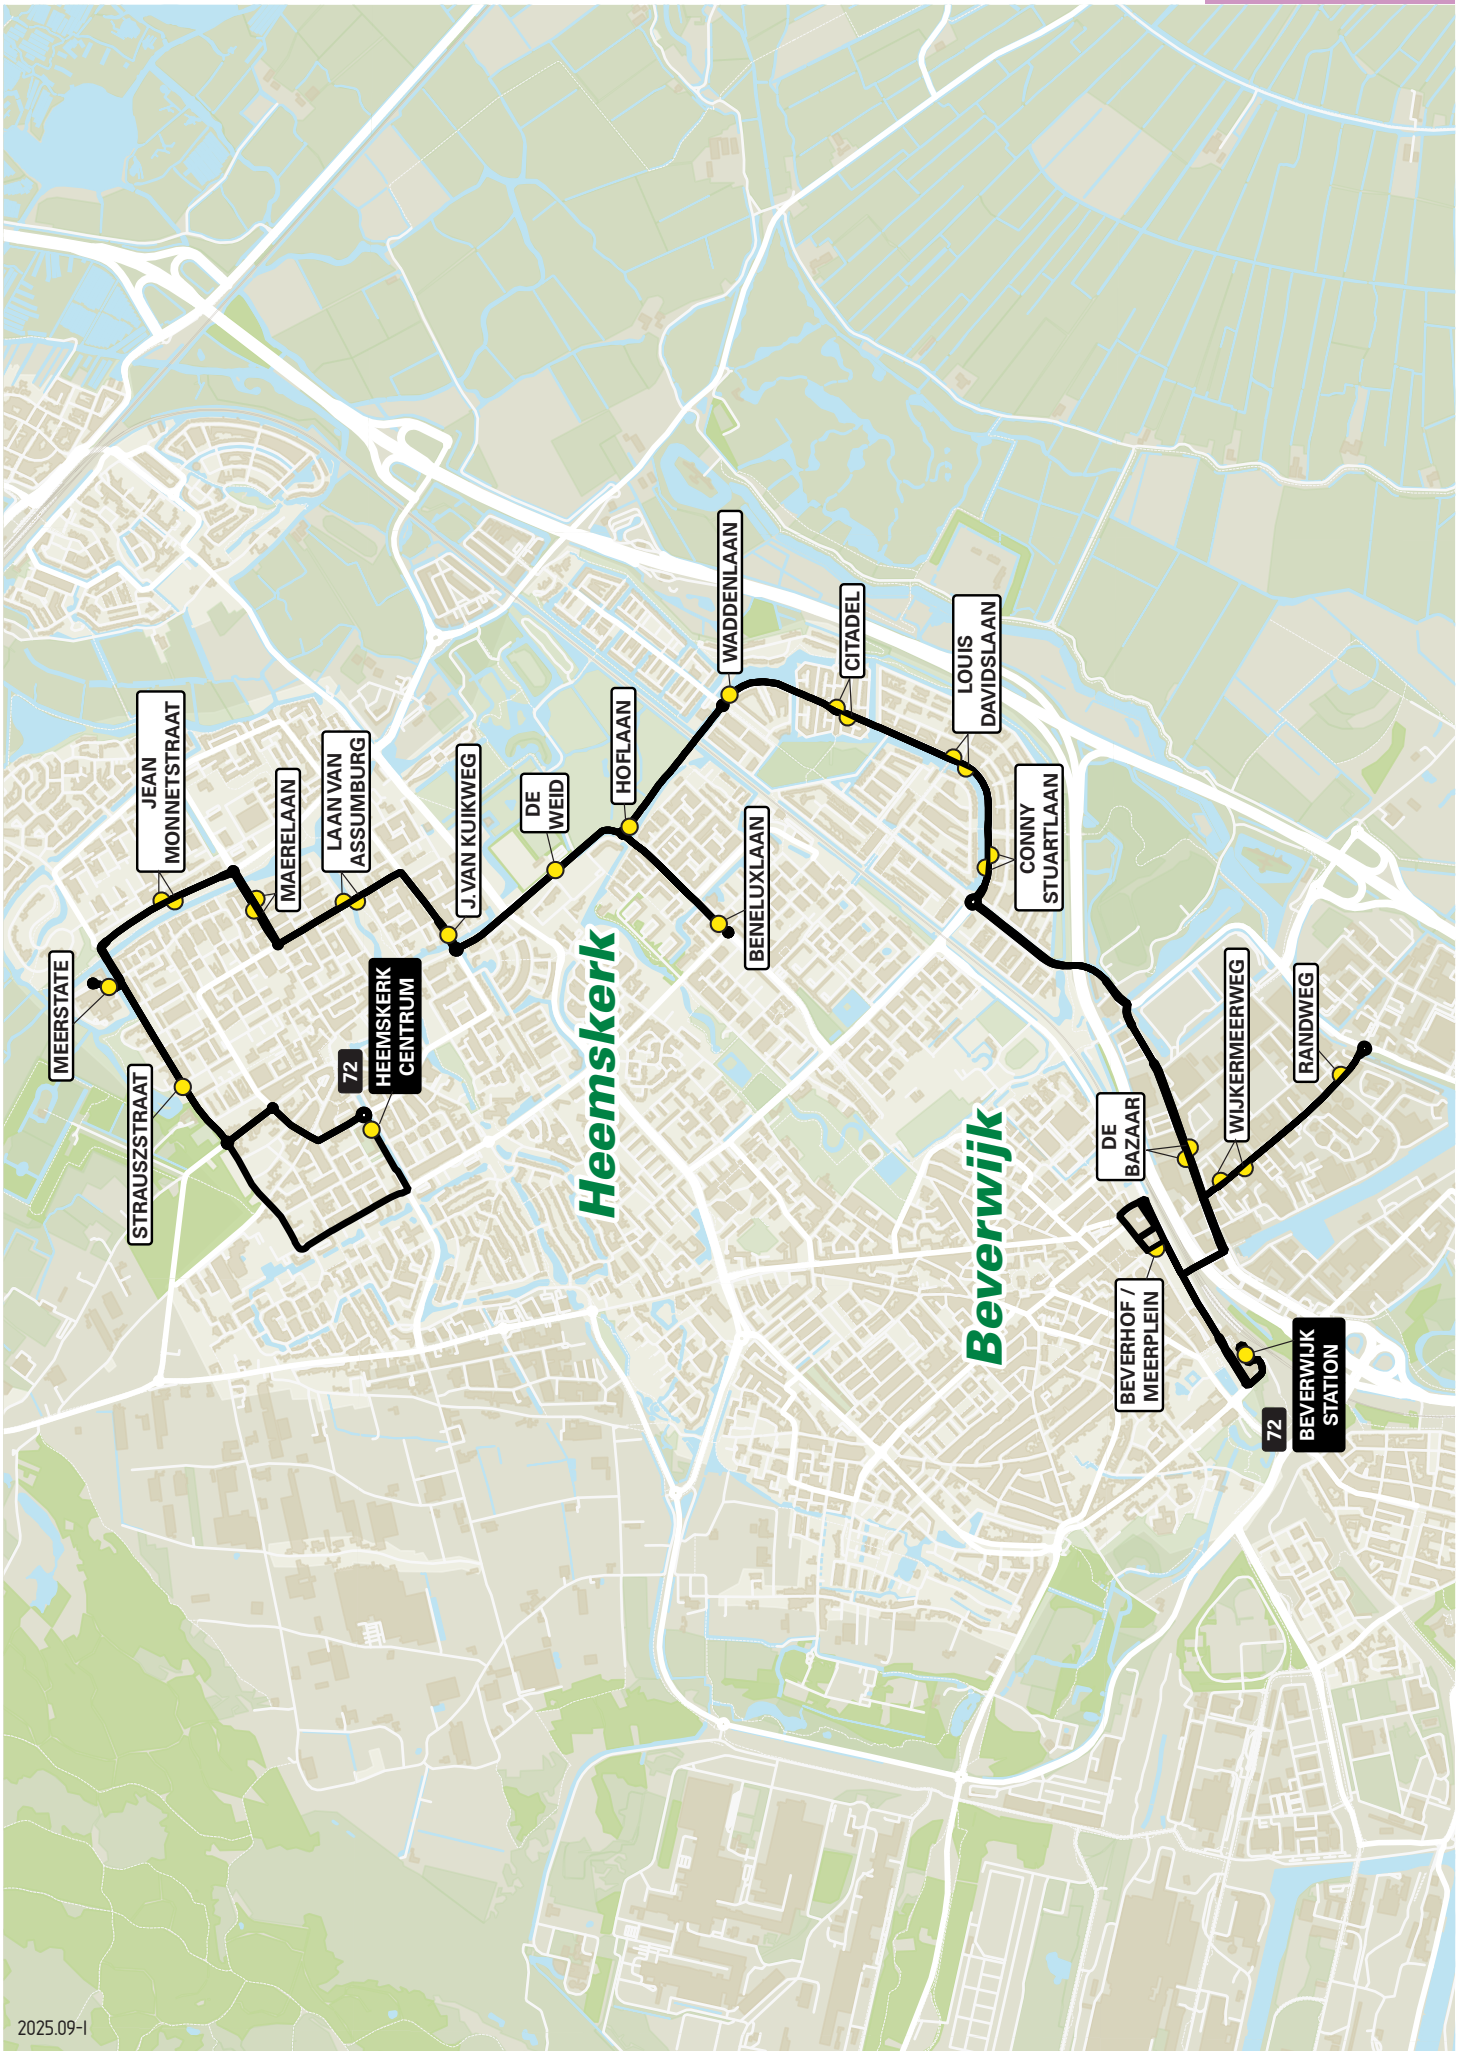 MEERSTATE
STRAUSZSTRAAT
JEAN
MONNETSTRAAT
MAERELAAN
LAAN VAN
ASSUMBURG
72
HEEMSKERK
CENTRUM
J. VAN KUIKWEG
DE
WEID
HOFLAAN
WADDENLAAN
BENELUXLAAN
Heemskerk
CITADEL
LOUIS
DAVIDSLAAN
CONNY
STUARTLAAN
Beverwijk
DE
BAZAAR
WIJKERMEERWEG
RANDWEG
BEVERHOF /
MEERPLEIN
72
BEVERWIJK
STATION
2025.09-I